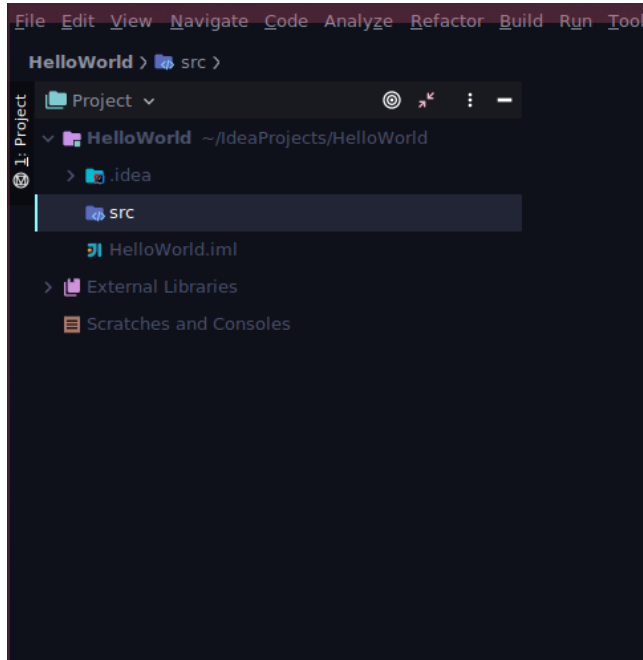 File Edit View Navigate Code Analyze Refactor Build Run Tool
HelloWorld src
1: Project
Project
HelloWorld ~/IdeaProjects/HelloWorld
.idea
src
HelloWorld.iml
External Libraries
Scratches and Consoles